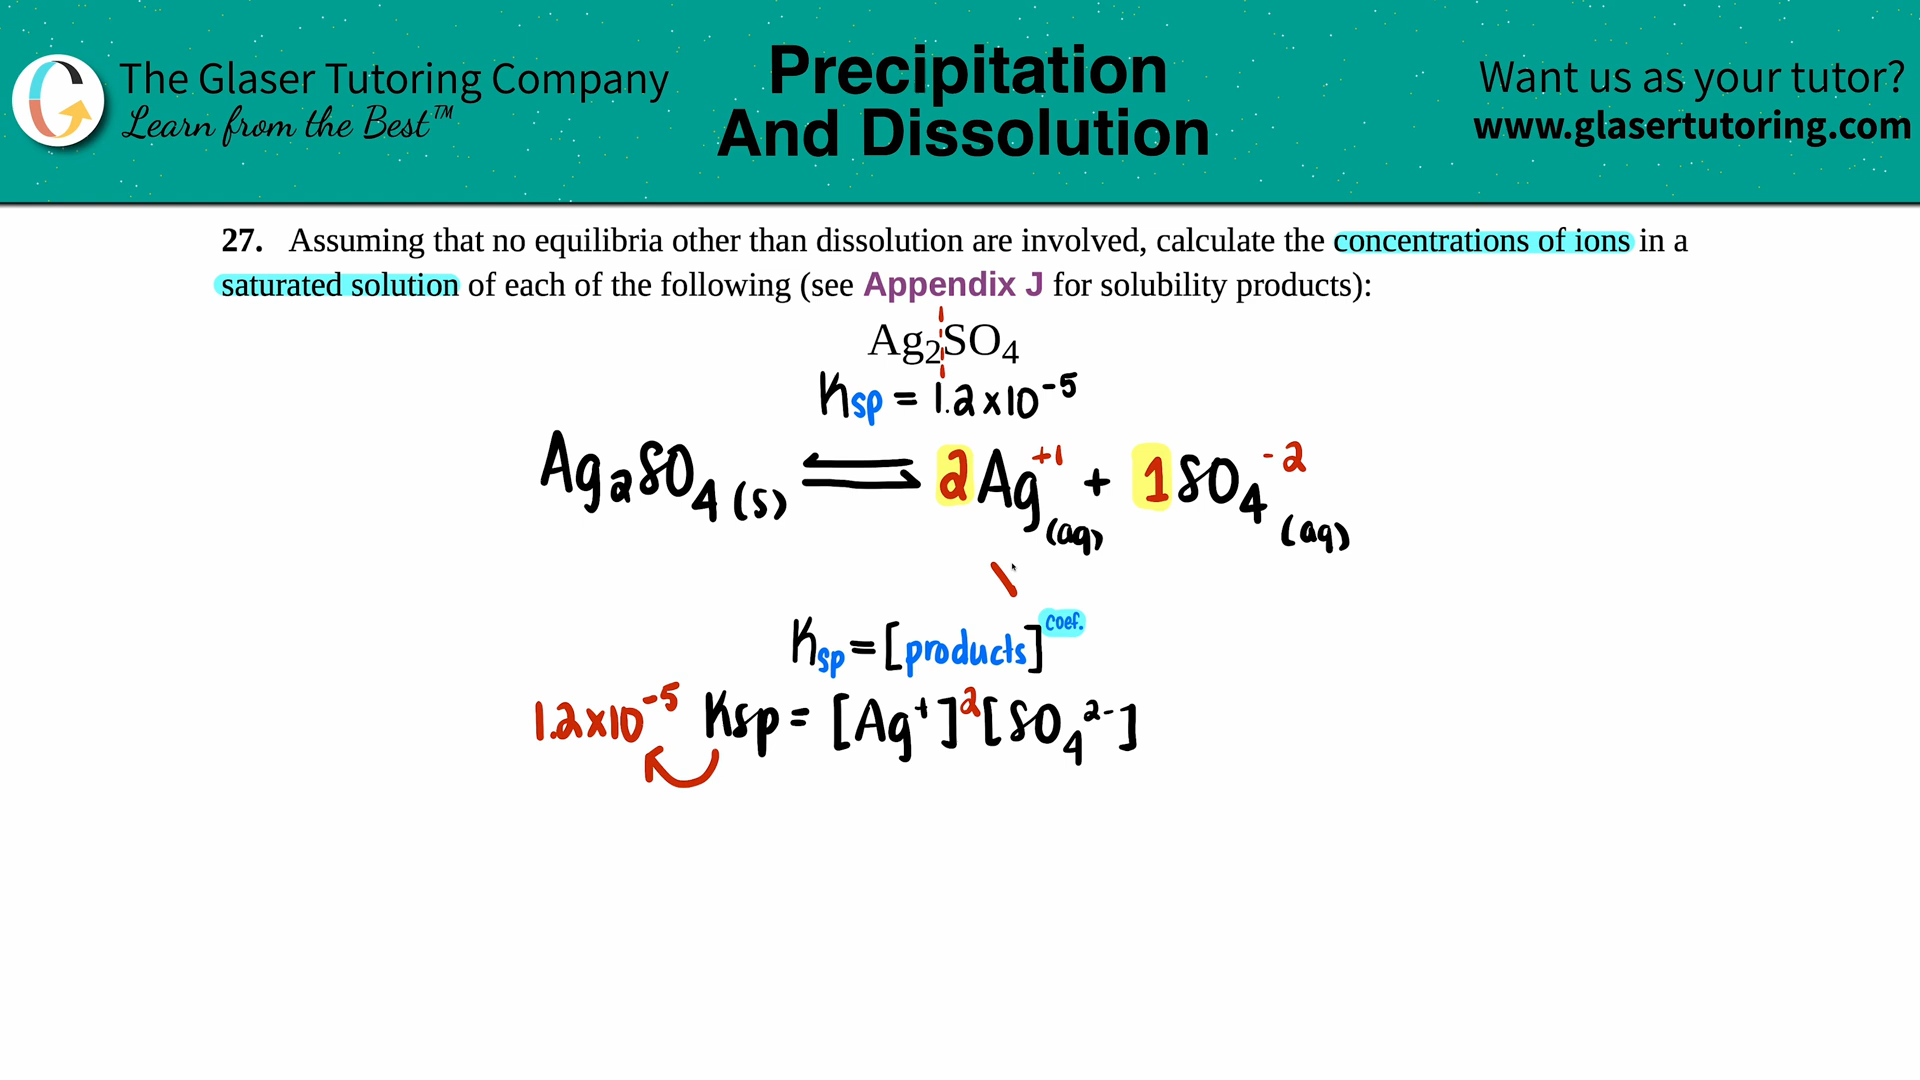 The Glaser Tutoring Company
Learn from the Best™
Precipitation
And Dissolution
Want us as your tutor?
www.glasertutoring.com
27. Assuming that no equilibria other than dissolution are involved, calculate the concentrations of ions in a
saturated solution of each of the following (see Appendix J for solubility products):
Ag₂SO₄
Ksp = 1.2x10⁻⁵
Ag₂SO₄(s) ⇌ 2Ag⁺¹(aq) + 1SO₄⁻²(aq)
Ksp = [products]^coef.
1.2x10⁻⁵ Ksp = [Ag⁺]²[SO₄²⁻]